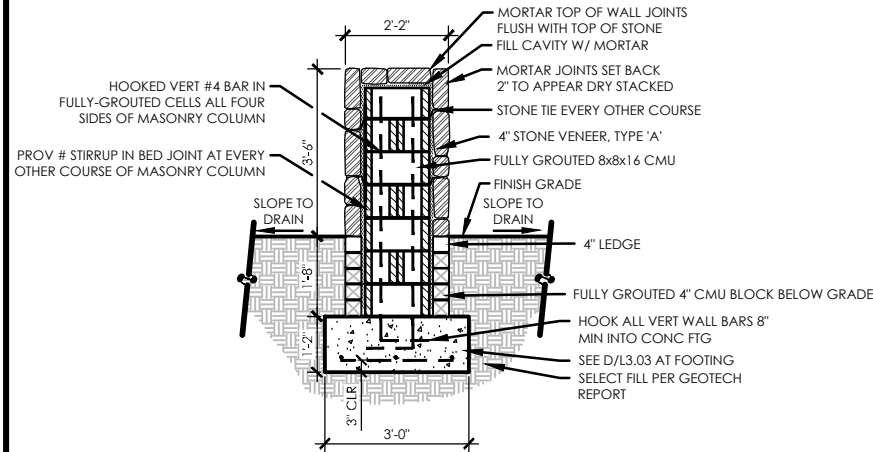 2'-2"
MORTAR TOP OF WALL JOINTS
FLUSH WITH TOP OF STONE
FILL CAVITY W/ MORTAR
MORTAR JOINTS SET BACK
2" TO APPEAR DRY STACKED
STONE TIE EVERY OTHER COURSE
4" STONE VENEER, TYPE 'A'
FULLY GROUTED 8x8x16 CMU
FINISH GRADE
SLOPE TO
DRAIN
4" LEDGE
FULLY GROUTED 4" CMU BLOCK BELOW GRADE
HOOK ALL VERT WALL BARS 8"
MIN INTO CONC FTG
SEE D/L3.03 AT FOOTING
SELECT FILL PER GEOTECH
REPORT
HOOKED VERT #4 BAR IN
FULLY-GROUTED CELLS ALL FOUR
SIDES OF MASONRY COLUMN
PROV # STIRRUP IN BED JOINT AT EVERY
OTHER COURSE OF MASONRY COLUMN
SLOPE TO
DRAIN
3'-6"
1'-8"
1'-2"
3" CLR
3'-0"